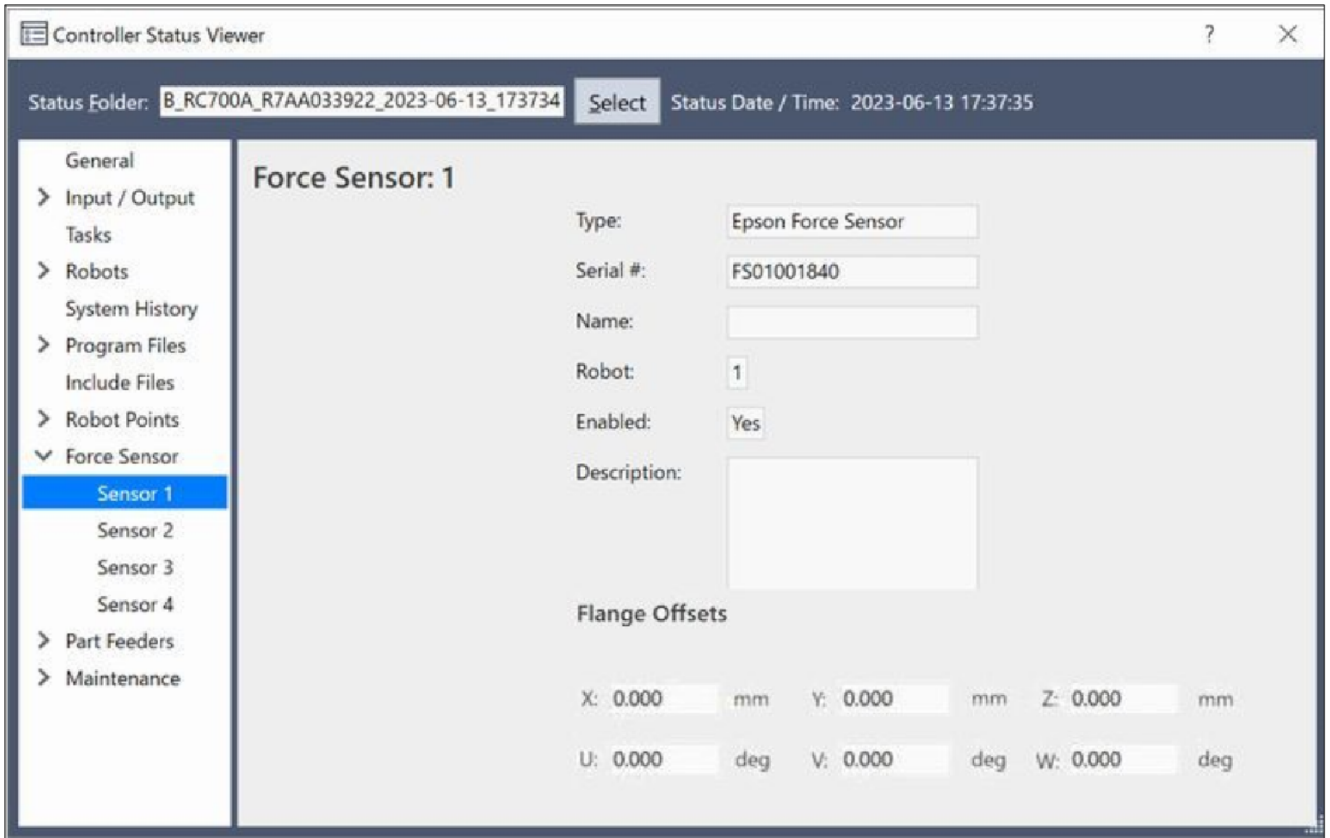 Controller Status Viewer
?
Status Folder: B_RC700A_R7AA033922_2023-06-13_173734 Select Status Date / Time: 2023-06-13 17:37:35
General
Input / Output
Tasks
Robots
System History
Program Files
Include Files
Robot Points
Force Sensor
Sensor 1
Sensor 2
Sensor 3
Sensor 4
Part Feeders
Maintenance
Force Sensor: 1
Type: Epson Force Sensor
Serial #: FS01001840
Name:
Robot: 1
Enabled: Yes
Description:
Flange Offsets
X: 0.000 mm Y: 0.000 mm Z: 0.000 mm
U: 0.000 deg V: 0.000 deg W: 0.000 deg